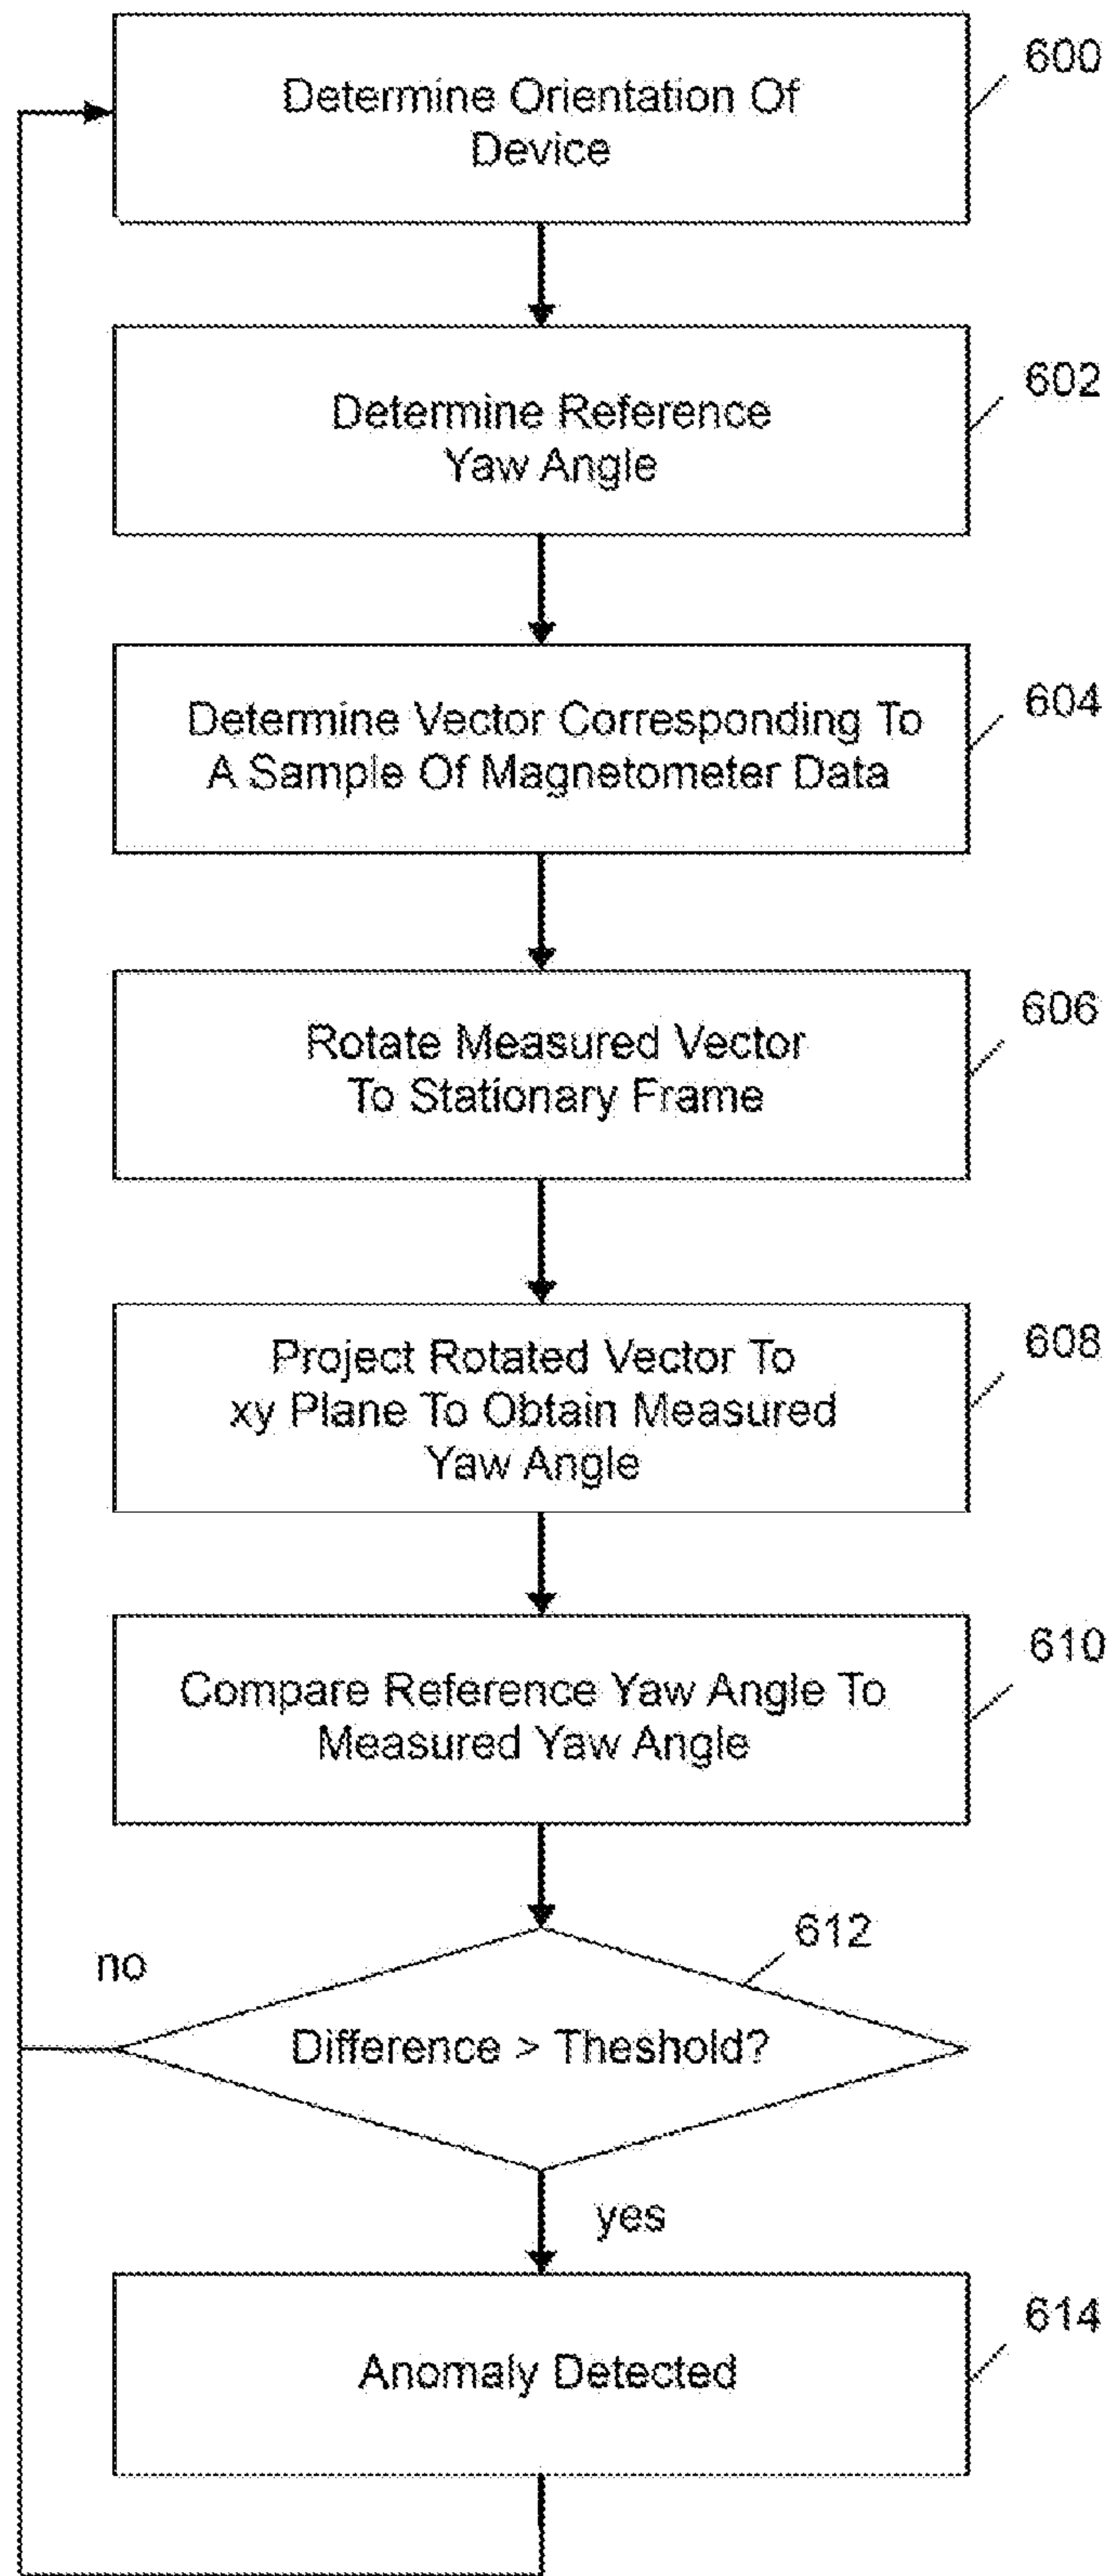 600
Determine Orientation Of
Device
602
Determine Reference
Yaw Angle
604
Determine Vector Corresponding To
A Sample Of Magnetometer Data
606
Rotate Measured Vector
To Stationary Frame
608
Project Rotated Vector To
xy Plane To Obtain Measured
Yaw Angle
610
Compare Reference Yaw Angle To
Measured Yaw Angle
612
no
Difference > Theshold?
yes
614
Anomaly Detected